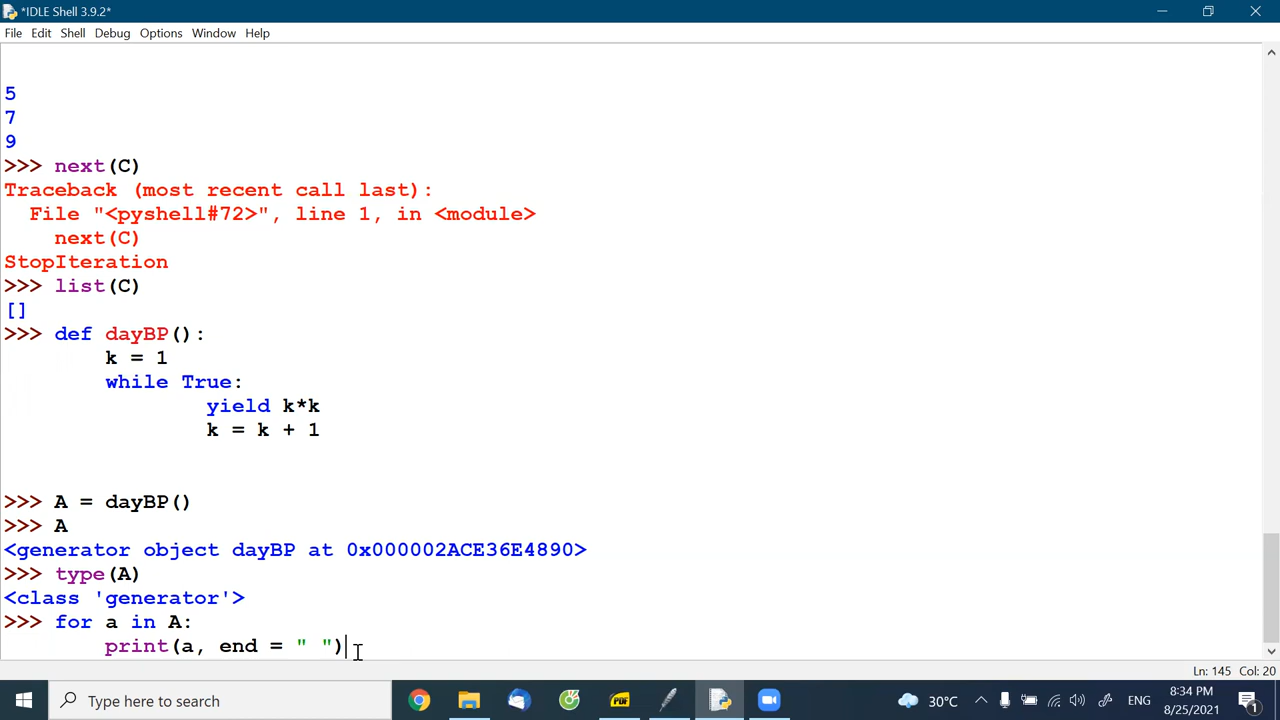 *IDLE Shell 3.9.2*
File Edit Shell Debug Options Window Help
5
7
9
>>> next(C)
Traceback (most recent call last):
  File "<pyshell#72>", line 1, in <module>
    next(C)
StopIteration
>>> list(C)
[]
>>> def dayBP():
        k = 1
        while True:
                yield k*k
                k = k + 1
>>> A = dayBP()
>>> A
<generator object dayBP at 0x000002ACE36E4890>
>>> type(A)
<class 'generator'>
>>> for a in A:
        print(a, end = " ")
Ln: 145 Col: 20
Type here to search
PDF
30°C
ENG
8:34 PM
8/25/2021
1